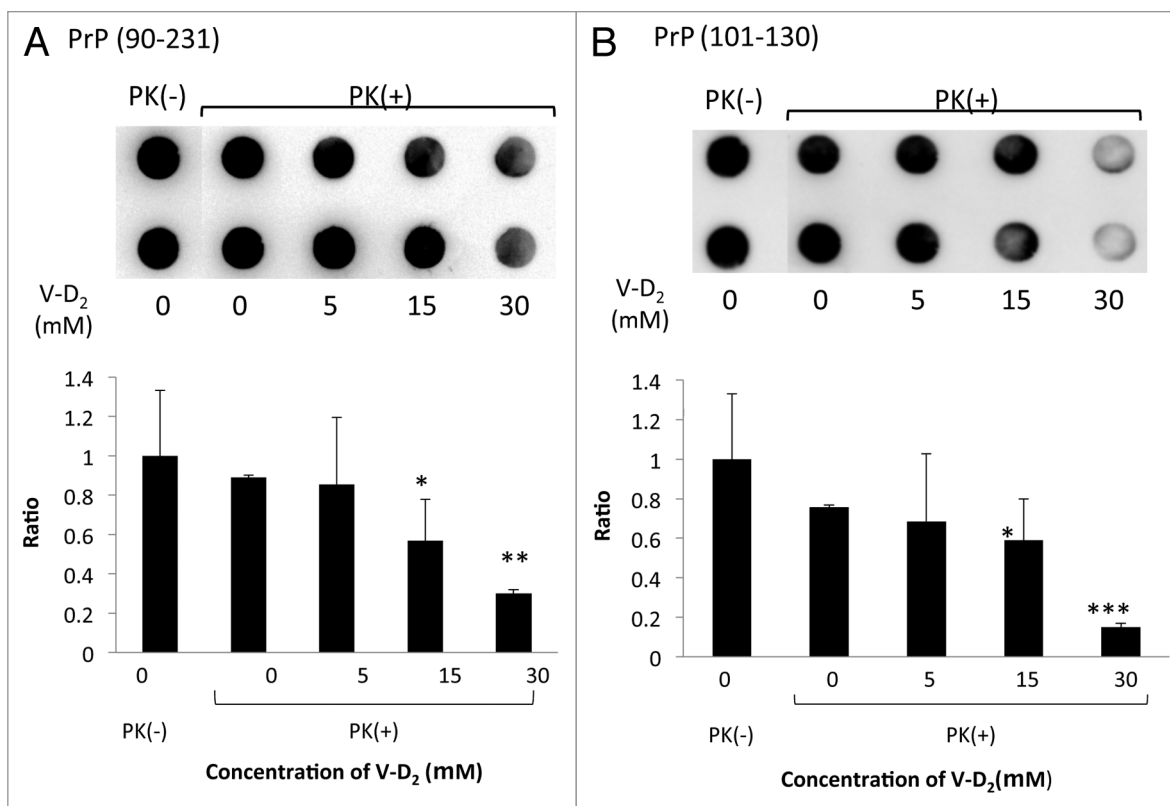 A PrP (90-231)
PK(-) PK(+)
V-D₂
(mM)
0 0 5 15 30
1.4
1.2
1
0.8
0.6
0.4
0.2
0
Ratio
*
**
0 0 5 15 30
PK(-) PK(+)
Concentration of V-D₂ (mM)
B PrP (101-130)
PK(-) PK(+)
V-D₂
(mM)
0 0 5 15 30
1.4
1.2
1
0.8
0.6
0.4
0.2
0
Ratio
*
***
0 0 5 15 30
PK(-) PK(+)
Concentration of V-D₂(mM)